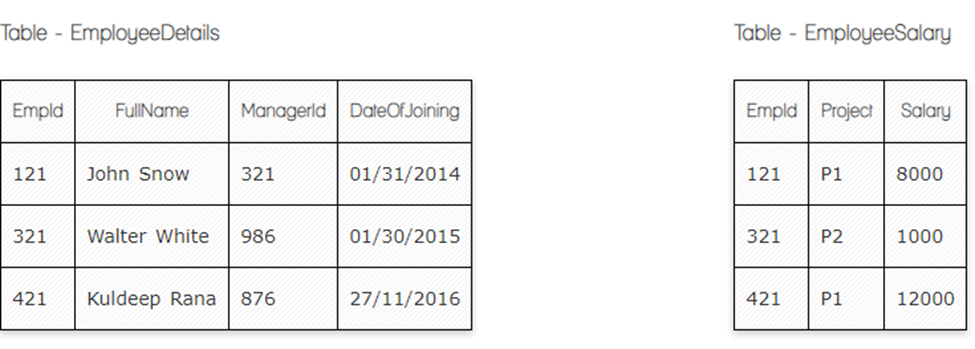 Table - EmployeeDetails
EmpId FullName ManagerId DateOfJoining
121 John Snow 321 01/31/2014
321 Walter White 986 01/30/2015
421 Kuldeep Rana 876 27/11/2016
Table - EmployeeSalary
EmpId Project Salary
121 P1 8000
321 P2 1000
421 P1 12000